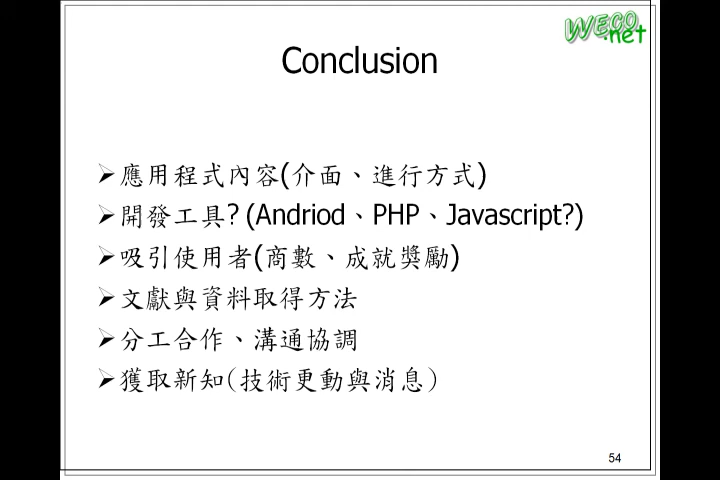 WECO
.net
Conclusion
➢應用程式內容(介面、進行方式)
➢開發工具? (Andriod、PHP、Javascript?)
➢吸引使用者(商數、成就獎勵)
➢文獻與資料取得方法
➢分工合作、溝通協調
➢獲取新知(技術更動與消息)
54